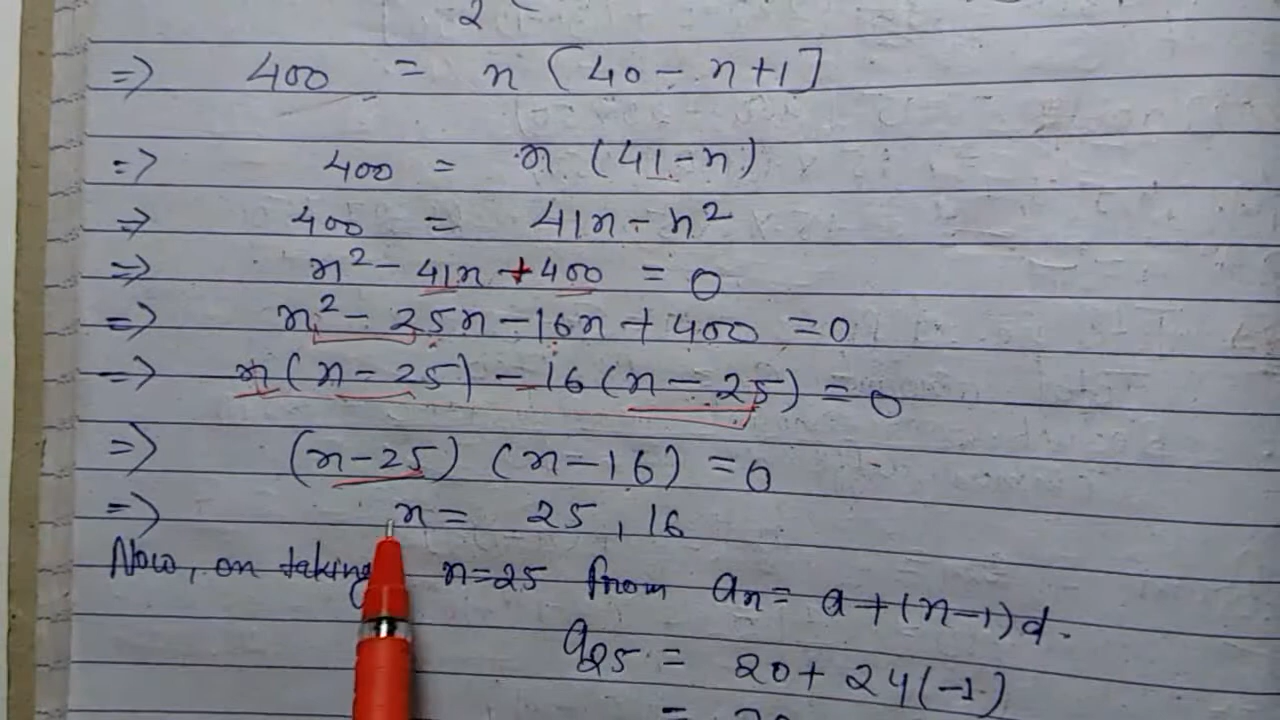 2
=> 400 = n [40 - n+1]
=> 400 = n (41-n)
=> 400 = 41n - n²
=> n² - 41n + 400 = 0
=> n² - 25n - 16n + 400 = 0
=> n(n-25) - 16(n-25) = 0
=> (n-25) (n-16) = 0
=> n = 25, 16
Now, on taking n=25 from an = a+(n-1)d.
a25 = 20+24(-1)
=